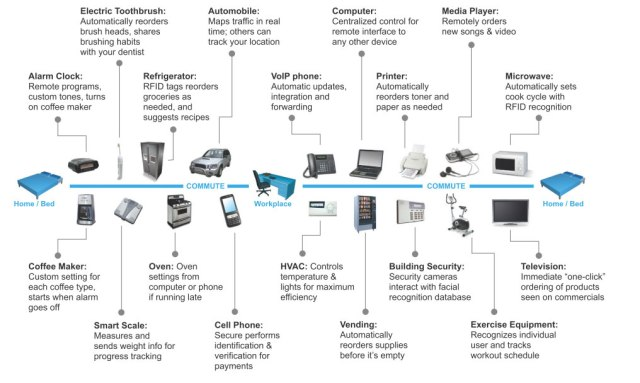 Electric Toothbrush:
Automatically reorders
brush heads, shares
brushing habits
with your dentist
Automobile:
Maps traffic in real
time; others can
track your location
Computer:
Centralized control for
remote interface to
any other device
Media Player:
Remotely orders
new songs & video
Alarm Clock:
Remote programs,
custom tones, turns
on coffee maker
Refrigerator:
RFID tags reorders
groceries as
needed, and
suggests recipes
VoIP phone:
Automatic updates,
integration and
forwarding
Printer:
Automatically
reorders toner and
paper as needed
Microwave:
Automatically sets
cook cycle with
RFID recognition
COMMUTE
COMMUTE
Home / Bed
Workplace
Home / Bed
Coffee Maker:
Custom setting for
each coffee type,
starts when alarm
goes off
Oven: Oven
settings from
computer or phone
if running late
HVAC: Controls
temperature &
lights for maximum
efficiency
Building Security:
Security cameras
interact with facial
recognition database
Television:
Immediate “one-click”
ordering of products
seen on commercials
Smart Scale:
Measures and
sends weight info for
progress tracking
Cell Phone:
Secure performs
identification &
verification for
payments
Vending:
Automatically
reorders supplies
before it’s empty
Exercise Equipment:
Recognizes individual
user and tracks
workout schedule